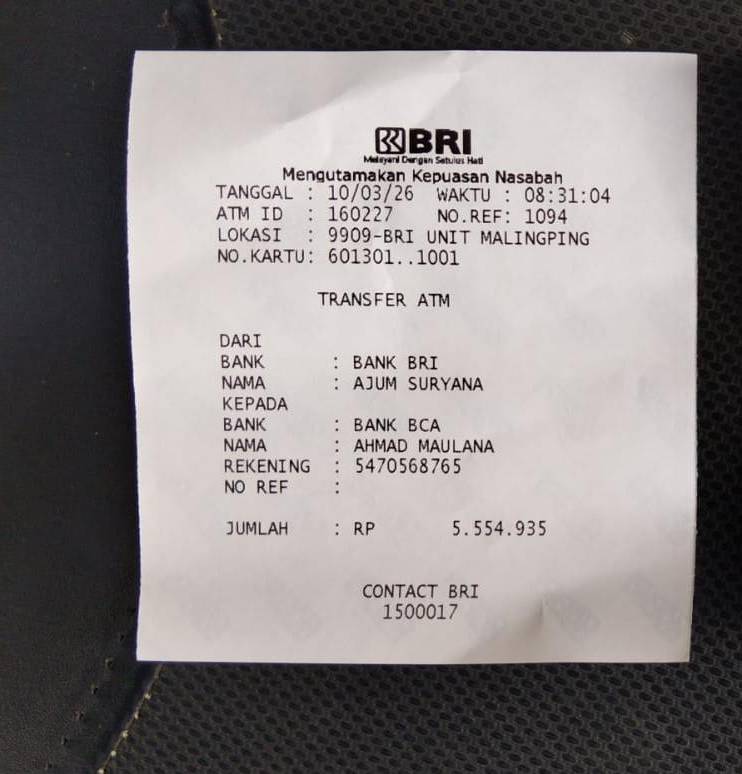 BRI
Melayani Dengan Setulus Hati
Mengutamakan Kepuasan Nasabah
TANGGAL : 10/03/26 WAKTU : 08:31:04
ATM ID : 160227 NO.REF: 1094
LOKASI : 9909-BRI UNIT MALINGPING
NO.KARTU: 601301..1001
TRANSFER ATM
DARI
BANK : BANK BRI
NAMA : AJUM SURYANA
KEPADA
BANK : BANK BCA
NAMA : AHMAD MAULANA
REKENING : 5470568765
NO REF :
JUMLAH : RP 5.554.935
CONTACT BRI
1500017